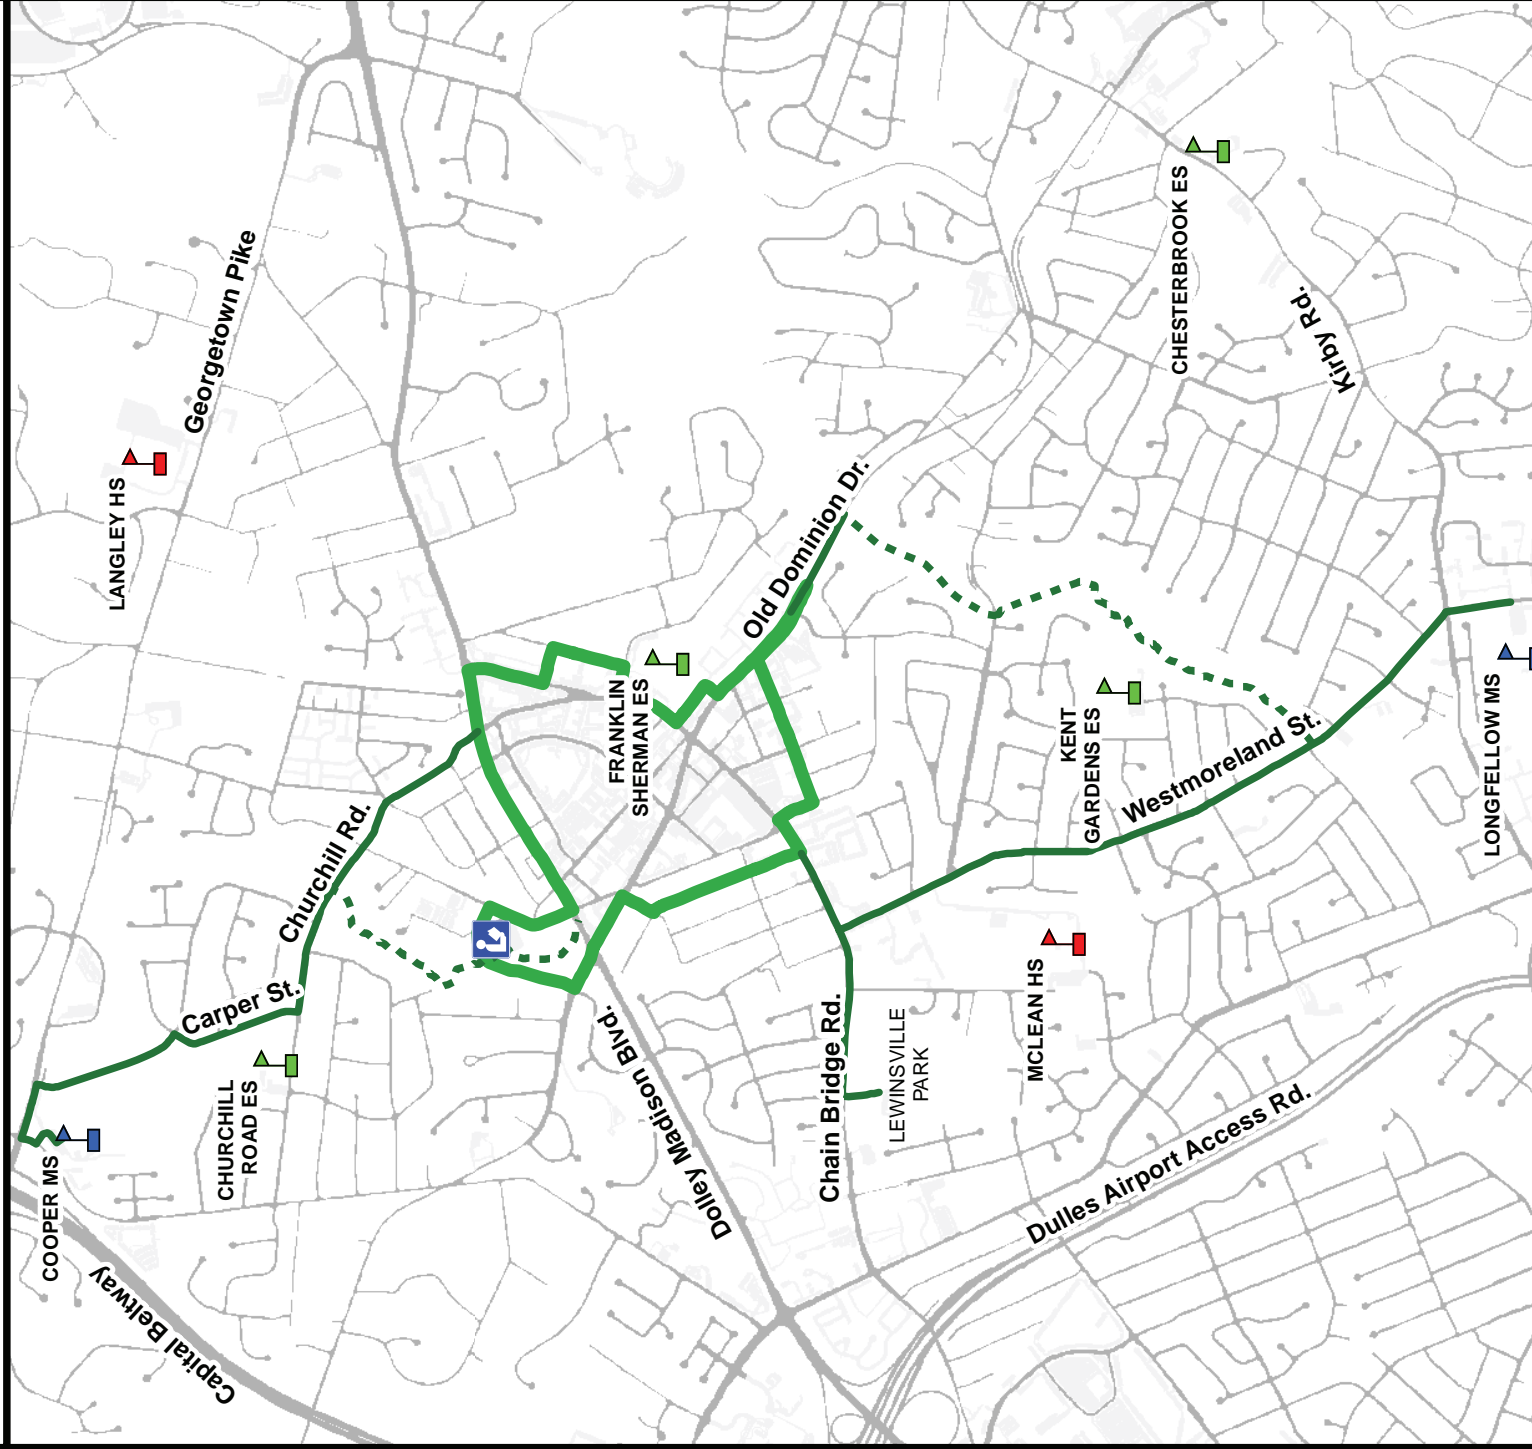 Georgetown Pike
CHESTERBROOK ES
Kirby Rd.
LANGLEY HS
Old Dominion Dr.
FRANKLIN
SHERMAN ES
KENT
GARDENS ES
Westmoreland St.
LONGFELLOW MS
Churchill Rd.
Carper St.
MCLEAN HS
Chain Bridge Rd.
LEWINSVILLE
PARK
Dolley Madison Blvd.
CHURCHILL
ROAD ES
COOPER MS
Dulles Airport Access Rd.
Capital Beltway